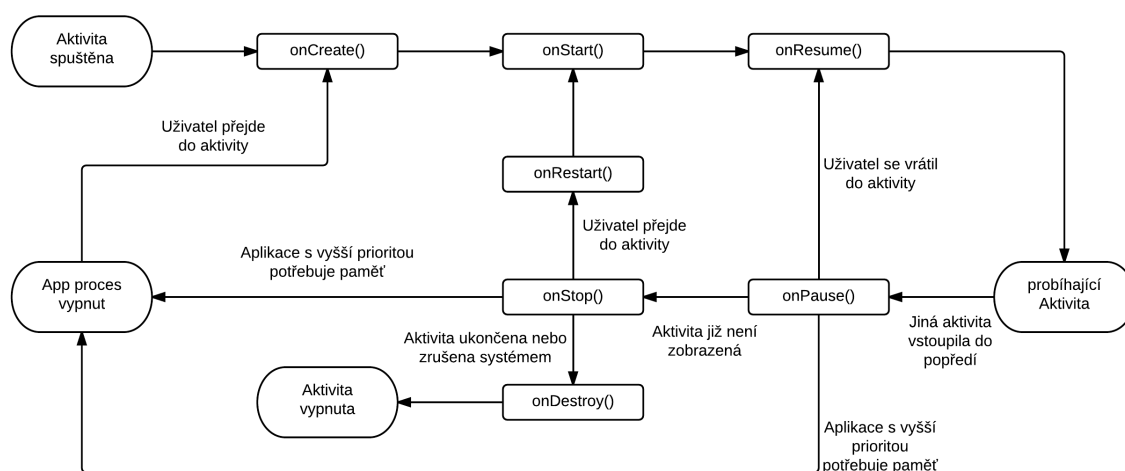 Aktivita
spuštěna
onCreate()
onStart()
onResume()
Uživatel přejde
do aktivity
onRestart()
Uživatel se vrátil
do aktivity
Uživatel přejde
do aktivity
Aplikace s vyšší prioritou
potřebuje paměť
App proces
vypnut
onStop()
onPause()
probíhající
Aktivita
Aktivita ukončena nebo
zrušena systémem
Aktivita již není
zobrazená
Jiná aktivita
vstoupila do
popředí
Aktivita
vypnuta
onDestroy()
Aplikace s vyšší
prioritou
potřebuje paměť